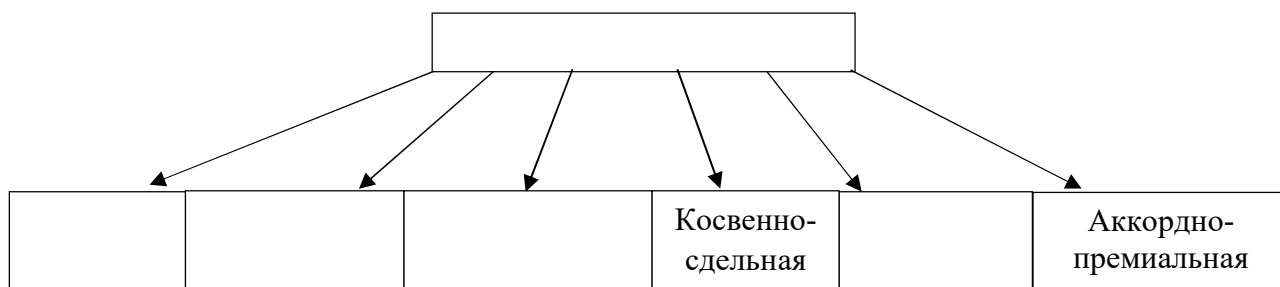 Косвенно-
сдельная
Аккордно-
премиальная